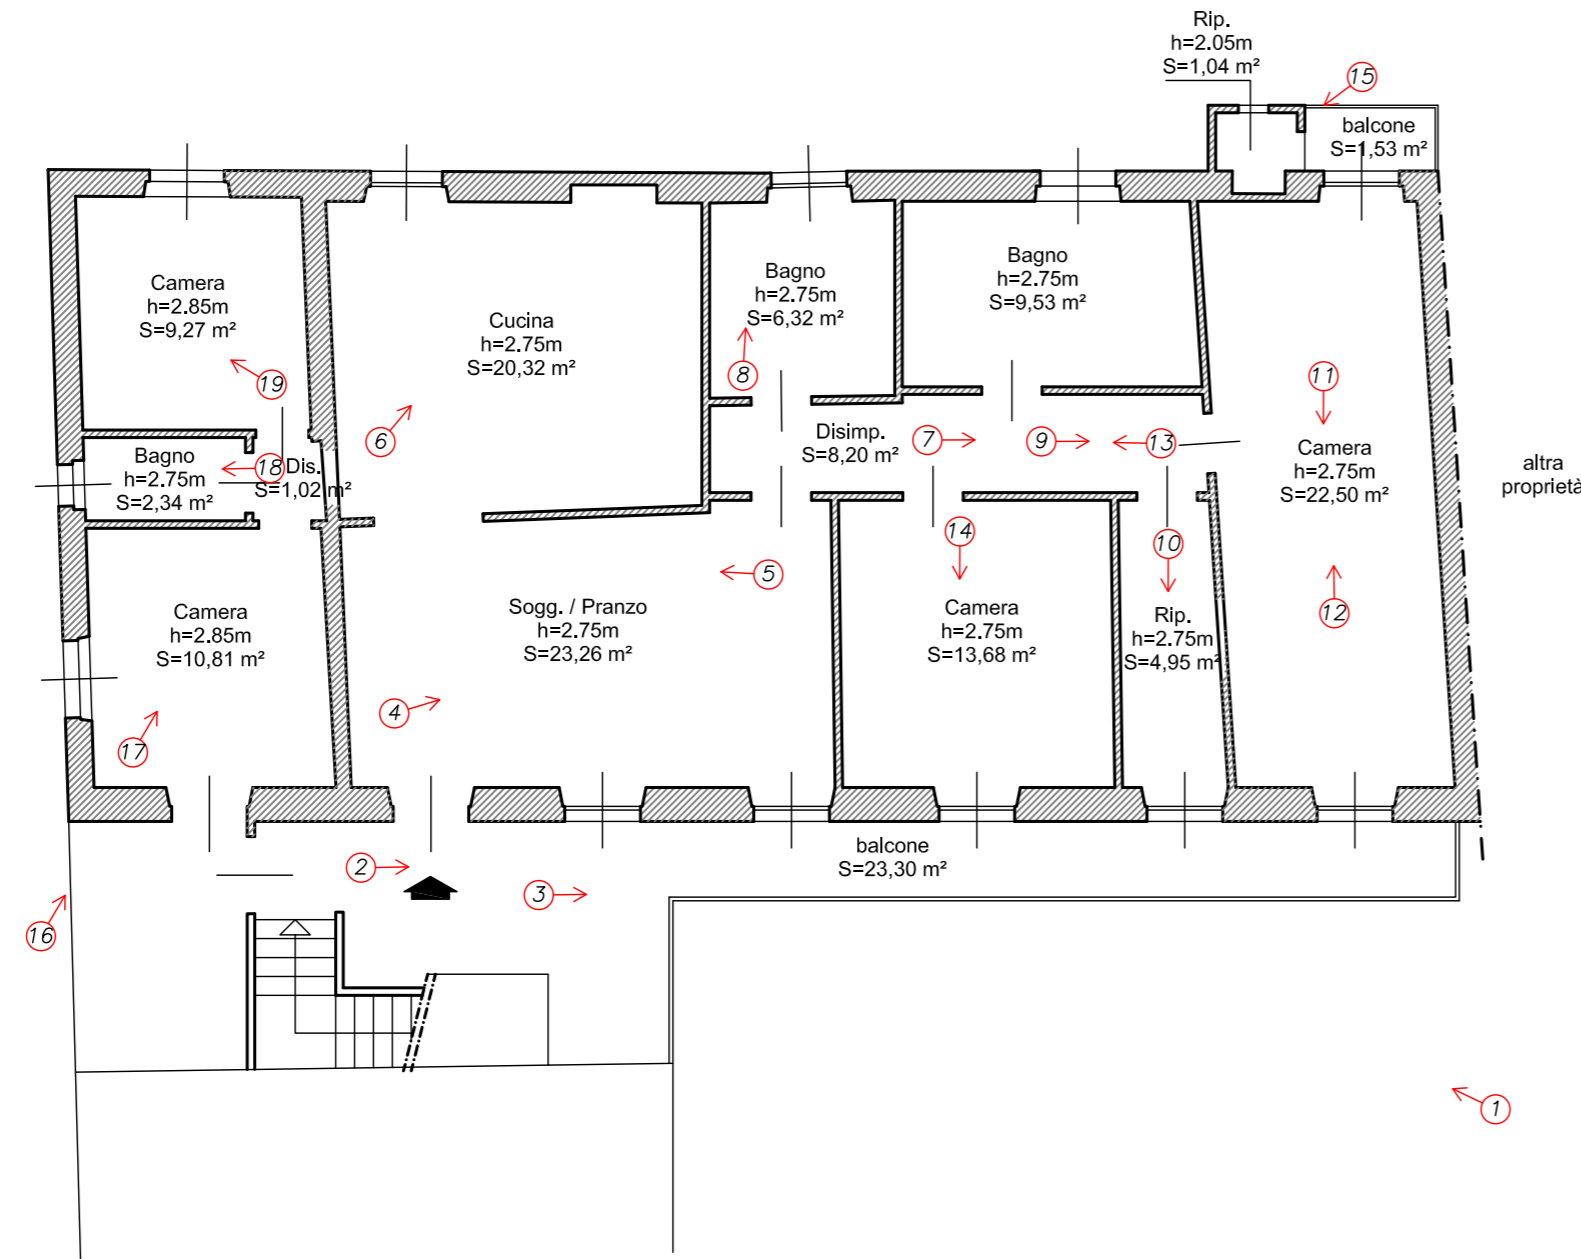 Rip.
h=2.05m
S=1,04 m²
15
balcone
S=1,53 m²
Camera
h=2.85m
S=9,27 m²
19
Cucina
h=2.75m
S=20,32 m²
6
Bagno
h=2.75m
S=6,32 m²
8
Bagno
h=2.75m
S=9,53 m²
11
Disimp.
S=8,20 m²
7
9
13
Camera
h=2.75m
S=22,50 m²
altra
proprietà
Bagno
h=2.75m
S=2,34 m²
18
Dis.
S=1,02 m²
14
10
5
12
Camera
h=2.85m
S=10,81 m²
17
Sogg. / Pranzo
h=2.75m
S=23,26 m²
4
Camera
h=2.75m
S=13,68 m²
Rip.
h=2.75m
S=4,95 m²
2
3
balcone
S=23,30 m²
16
1